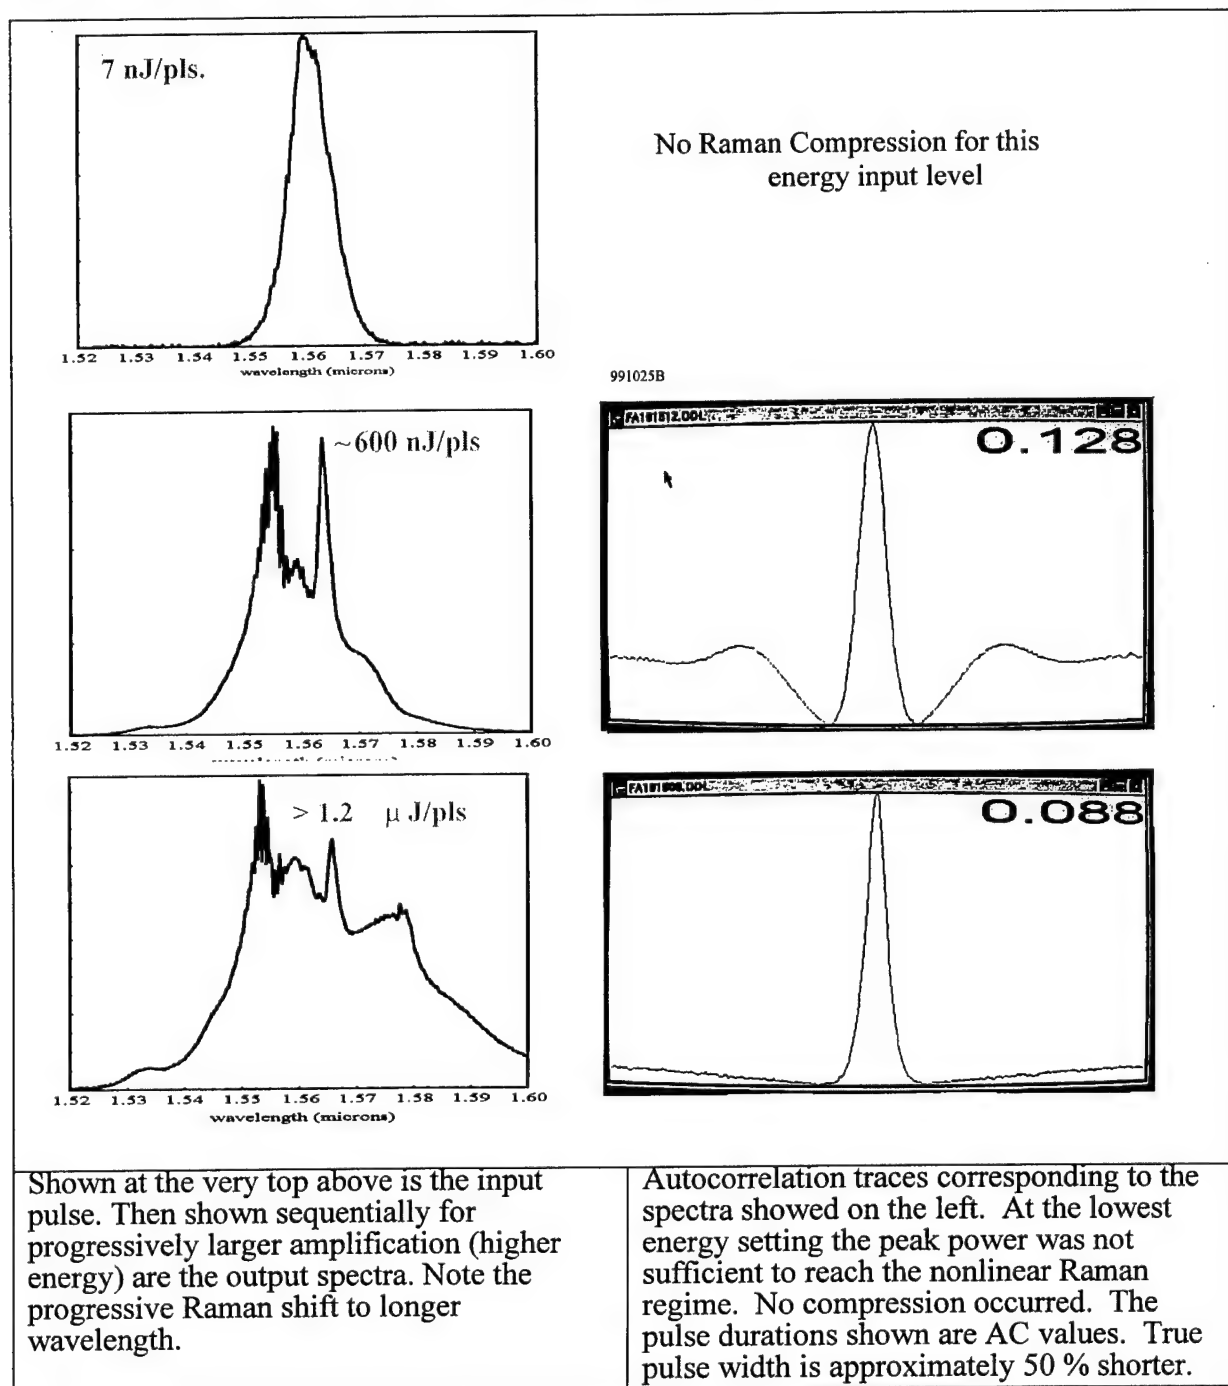 7 nJ/pls.
1.52 1.53 1.54 1.55 1.56 1.57 1.58 1.59 1.60
wavelength (microns)
No Raman Compression for this
energy input level
991025B
~600 nJ/pls
1.52 1.53 1.54 1.55 1.56 1.57 1.58 1.59 1.60
FA181512.DDL
0.128
> 1.2 μ J/pls
1.52 1.53 1.54 1.55 1.56 1.57 1.58 1.59 1.60
wavelength (microns)
0.088
Shown at the very top above is the input
pulse. Then shown sequentially for
progressively larger amplification (higher
energy) are the output spectra. Note the
progressive Raman shift to longer
wavelength.
Autocorrelation traces corresponding to the
spectra showed on the left. At the lowest
energy setting the peak power was not
sufficient to reach the nonlinear Raman
regime. No compression occurred. The
pulse durations shown are AC values. True
pulse width is approximately 50 % shorter.